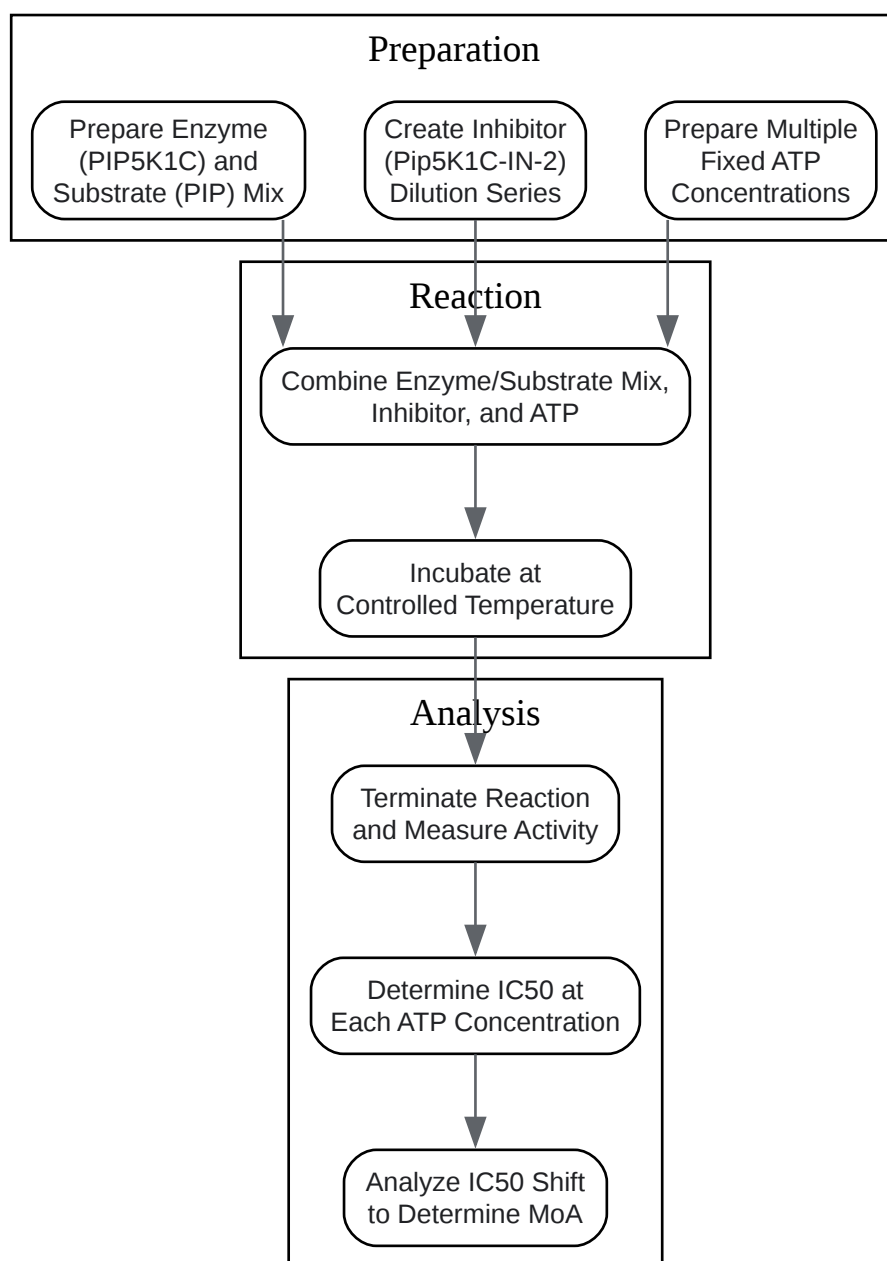 Preparation
Prepare Enzyme
(PIP5K1C) and
Substrate (PIP) Mix
Create Inhibitor
(Pip5K1C-IN-2)
Dilution Series
Prepare Multiple
Fixed ATP
Concentrations
Reaction
Combine Enzyme/Substrate Mix,
Inhibitor, and ATP
Incubate at
Controlled Temperature
Analysis
Terminate Reaction
and Measure Activity
Determine IC50 at
Each ATP Concentration
Analyze IC50 Shift
to Determine MoA